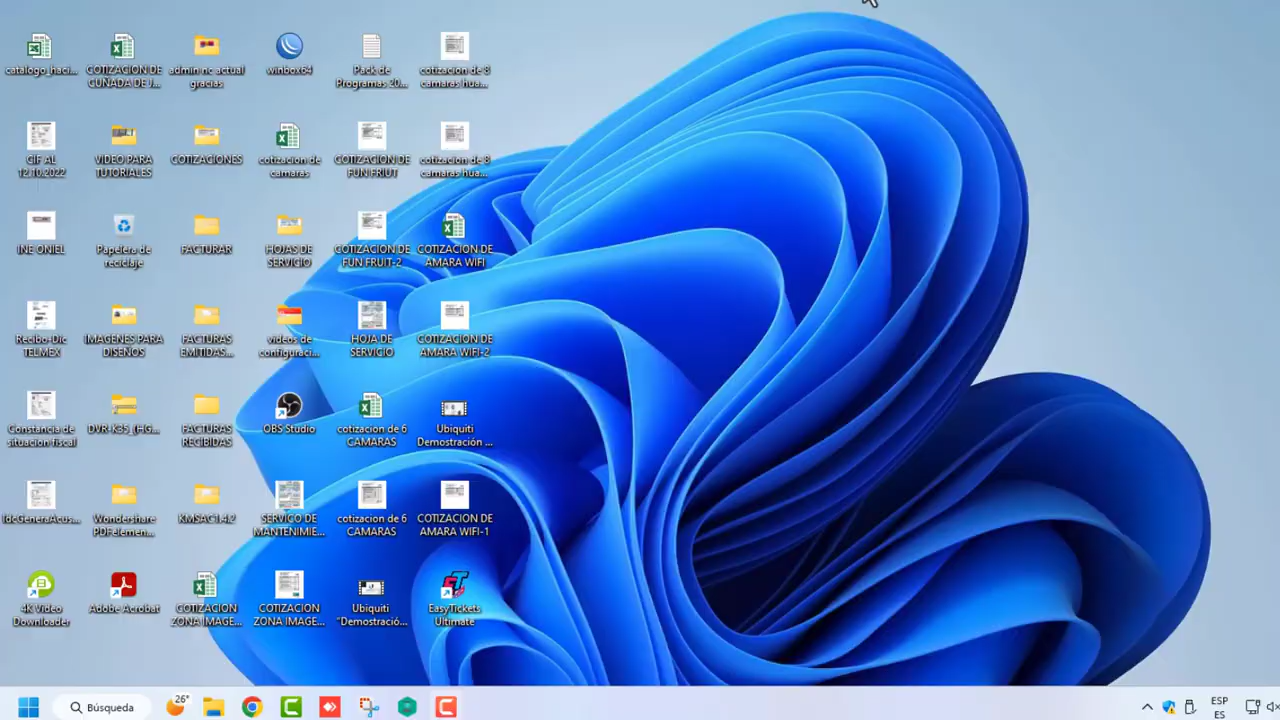 catalogo_haci...
COTIZACION DE
CUÑADA DE J...
admin nc actual
gracias
winbox64
Pack de
Programas 20...
cotizacion de 8
camaras hua...
CIF AL
12.10.2022
VIDEO PARA
TUTORIALES
COTIZACIONES
cotizacion de
camaras
COTIZACION DE
FUN FRIUT
cotizacion de 8
camaras hua...
INE ONIEL
Papelera de
reciclaje
FACTURAR
HOJAS DE
SERVICIO
COTIZACION DE
FUN FRUIT-2
COTIZACION DE
AMARA WIFI
Recibo-Dic
TELMEX
IMAGENES PARA
DISEÑOS
FACTURAS
EMITIDAS...
videos de
configuraci...
HOJA DE
SERVICIO
COTIZACION DE
AMARA WIFI-2
Constancia de
situacion fiscal
DVR-K35_(HG...
FACTURAS
RECIBIDAS
OBS Studio
cotizacion de 6
CAMARAS
Ubiquiti
Demostración ...
IdcGeneraAcus...
Wondershare
PDFelemen...
KMSAC1.4.2
SERVICO DE
MANTENIMIE...
cotizacion de 6
CAMARAS
COTIZACION DE
AMARA WIFI-1
4K Video
Downloader
Adobe Acrobat
COTIZACION
ZONA IMAGE...
COTIZACION
ZONA IMAGE...
Ubiquiti
"Demostració...
EasyTickets
Ultimate
Búsqueda
26°
ESP
ES